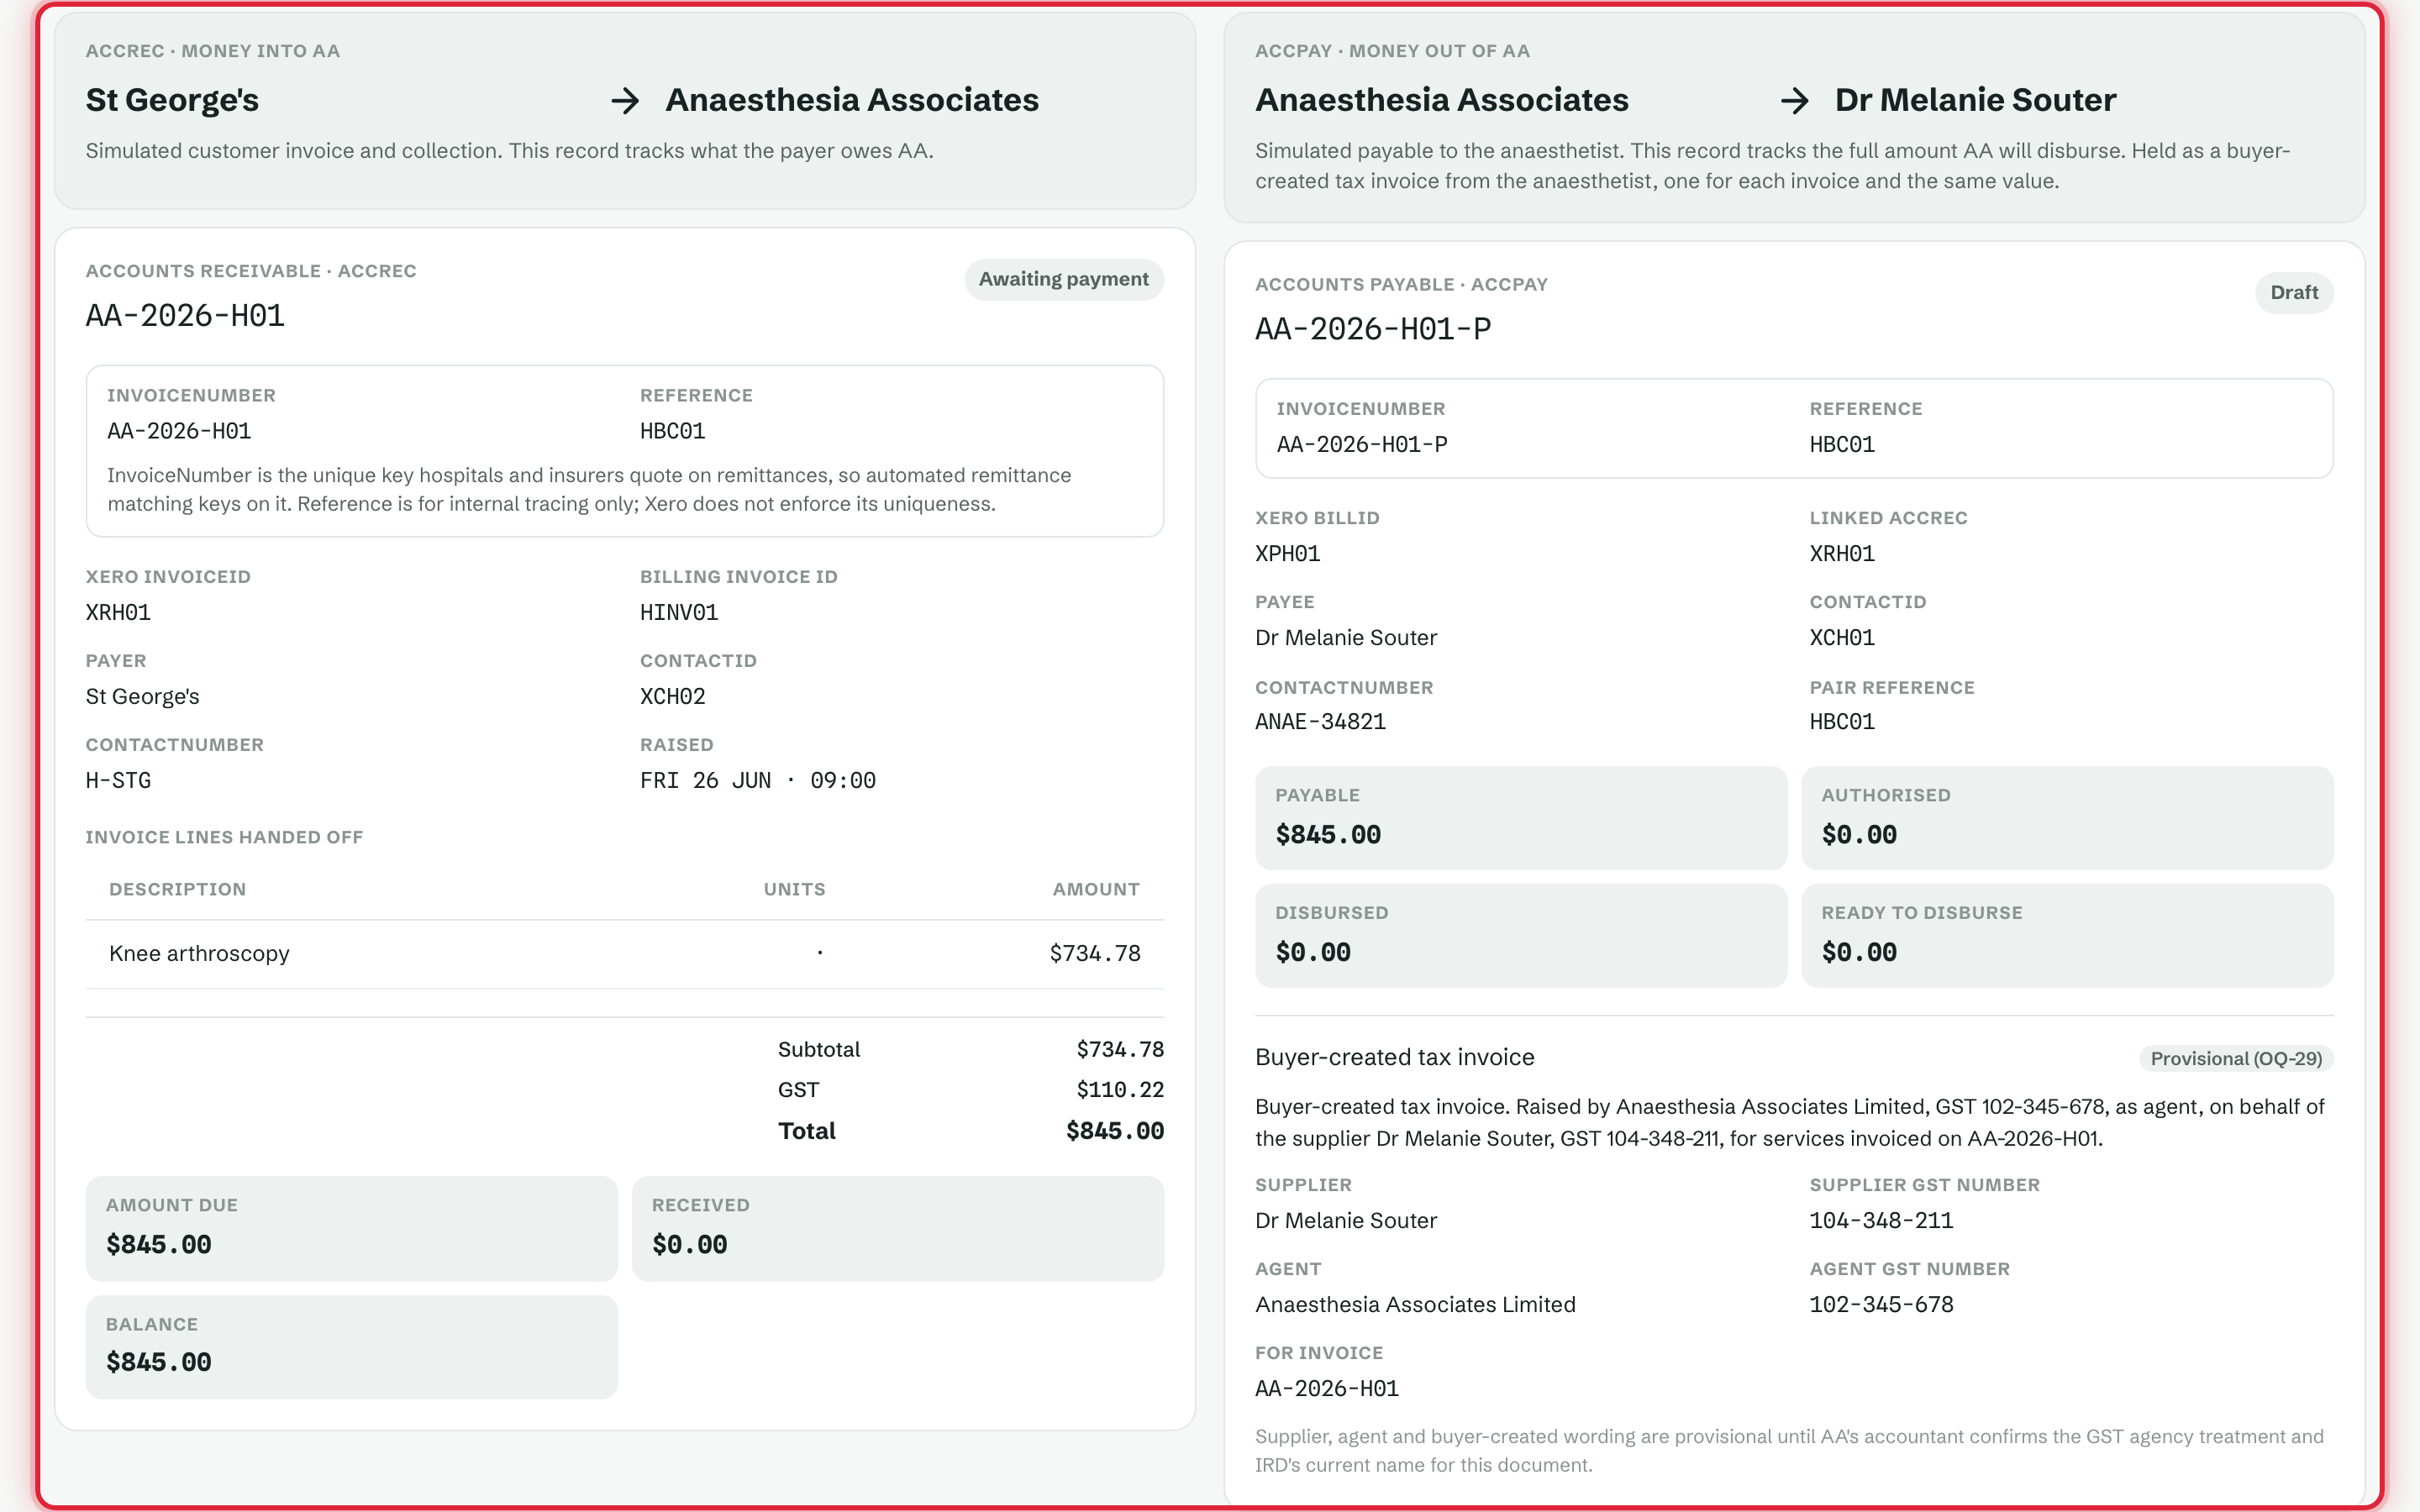 ACCREC · MONEY INTO AA
St George's → Anaesthesia Associates
Simulated customer invoice and collection. This record tracks what the payer owes AA.
ACCOUNTS RECEIVABLE · ACCREC
Awaiting payment
AA-2026-H01
INVOICENUMBER REFERENCE
AA-2026-H01 HBC01
InvoiceNumber is the unique key hospitals and insurers quote on remittances, so automated remittance
matching keys on it. Reference is for internal tracing only; Xero does not enforce its uniqueness.
XERO INVOICEID BILLING INVOICE ID
XRH01 HINV01
PAYER CONTACTID
St George's XCH02
CONTACTNUMBER RAISED
H-STG FRI 26 JUN · 09:00
INVOICE LINES HANDED OFF
DESCRIPTION UNITS AMOUNT
Knee arthroscopy · $734.78
Subtotal $734.78
GST $110.22
Total $845.00
AMOUNT DUE RECEIVED
$845.00 $0.00
BALANCE
$845.00
ACCPAY · MONEY OUT OF AA
Anaesthesia Associates → Dr Melanie Souter
Simulated payable to the anaesthetist. This record tracks the full amount AA will disburse. Held as a buyer-
created tax invoice from the anaesthetist, one for each invoice and the same value.
ACCOUNTS PAYABLE · ACCPAY
Draft
AA-2026-H01-P
INVOICENUMBER REFERENCE
AA-2026-H01-P HBC01
XERO BILLID LINKED ACCREC
XPH01 XRH01
PAYEE CONTACTID
Dr Melanie Souter XCH01
CONTACTNUMBER PAIR REFERENCE
ANAE-34821 HBC01
PAYABLE AUTHORISED
$845.00 $0.00
DISBURSED READY TO DISBURSE
$0.00 $0.00
Buyer-created tax invoice Provisional (OQ-29)
Buyer-created tax invoice. Raised by Anaesthesia Associates Limited, GST 102-345-678, as agent, on behalf of
the supplier Dr Melanie Souter, GST 104-348-211, for services invoiced on AA-2026-H01.
SUPPLIER SUPPLIER GST NUMBER
Dr Melanie Souter 104-348-211
AGENT AGENT GST NUMBER
Anaesthesia Associates Limited 102-345-678
FOR INVOICE
AA-2026-H01
Supplier, agent and buyer-created wording are provisional until AA's accountant confirms the GST agency treatment and
IRD's current name for this document.